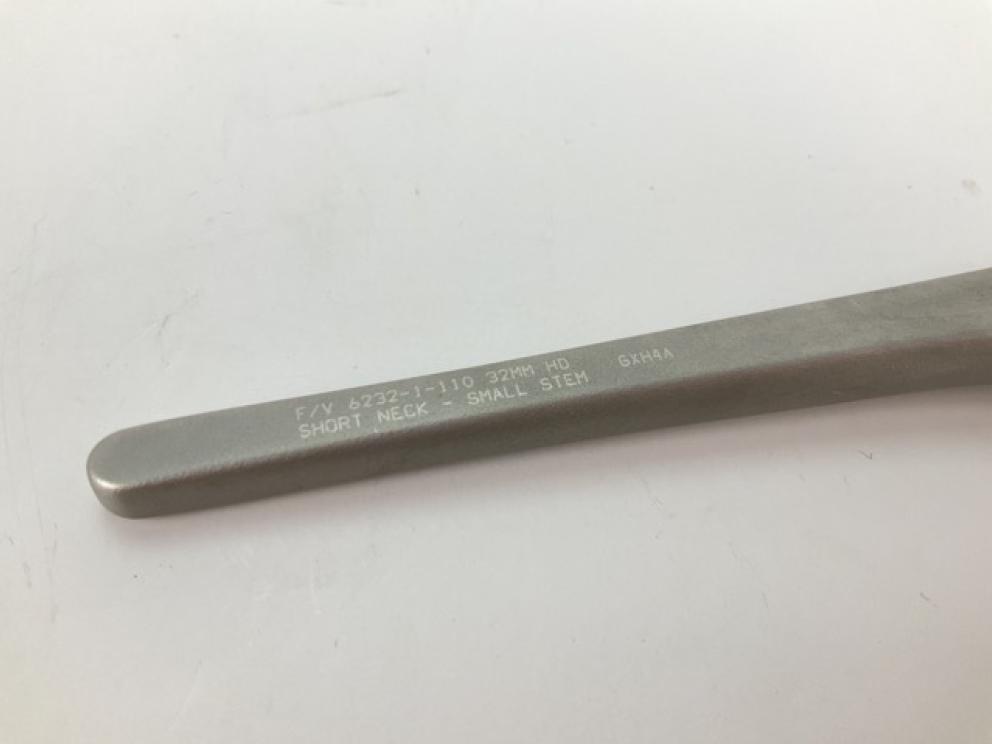 F/V 6232-1-110 32MM HD GXH4A
SHORT NECK - SMALL STEM